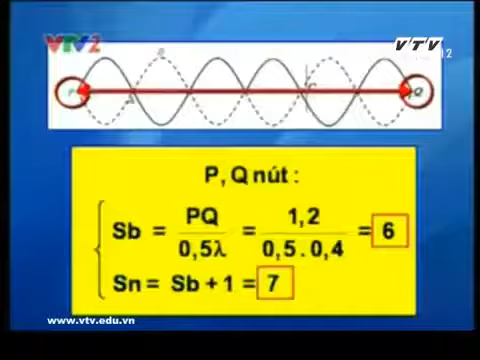 VTV2
VTV
12
P
Q
P, Q nút :
Sb = PQ / 0,5λ = 1,2 / 0,5 . 0,4 = 6
Sn = Sb + 1 = 7
www.vtv.edu.vn